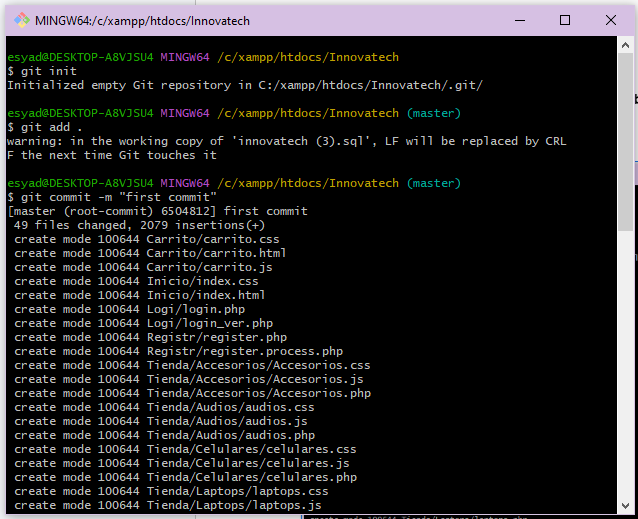 MINGW64:/c/xampp/htdocs/Innovatech
esyad@DESKTOP-A8VJSU4 MINGW64 /c/xampp/htdocs/Innovatech
$ git init
Initialized empty Git repository in C:/xampp/htdocs/Innovatech/.git/
esyad@DESKTOP-A8VJSU4 MINGW64 /c/xampp/htdocs/Innovatech (master)
$ git add .
warning: in the working copy of 'innovatech (3).sql', LF will be replaced by CRL
F the next time Git touches it
esyad@DESKTOP-A8VJSU4 MINGW64 /c/xampp/htdocs/Innovatech (master)
$ git commit -m "first commit"
[master (root-commit) 6504812] first commit
49 files changed, 2079 insertions(+)
create mode 100644 Carrito/carrito.css
create mode 100644 Carrito/carrito.html
create mode 100644 Carrito/carrito.js
create mode 100644 Inicio/index.css
create mode 100644 Inicio/index.html
create mode 100644 Logi/login.php
create mode 100644 Logi/login_ver.php
create mode 100644 Registr/register.php
create mode 100644 Registr/register.process.php
create mode 100644 Tienda/Accesorios/Accesorios.css
create mode 100644 Tienda/Accesorios/Accesorios.js
create mode 100644 Tienda/Accesorios/Accesorios.php
create mode 100644 Tienda/Audios/audios.css
create mode 100644 Tienda/Audios/audios.js
create mode 100644 Tienda/Audios/audios.php
create mode 100644 Tienda/Celulares/celulares.css
create mode 100644 Tienda/Celulares/celulares.js
create mode 100644 Tienda/Celulares/celulares.php
create mode 100644 Tienda/Laptops/laptops.css
create mode 100644 Tienda/Laptops/laptops.js